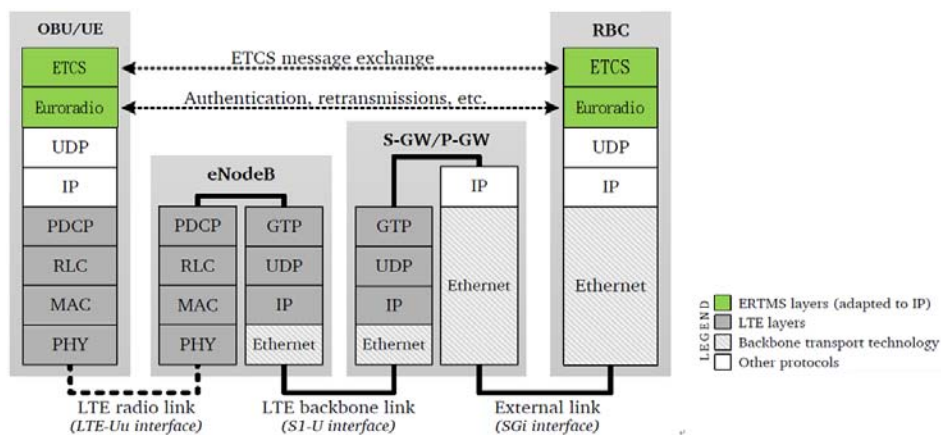 OBU/UE
ETCS
Euroradio
UDP
IP
PDCP
RLC
MAC
PHY
ETCS message exchange
Authentication, retransmissions, etc.
eNodeB
PDCP
RLC
MAC
PHY
GTP
UDP
IP
Ethernet
S-GW/P-GW
GTP
UDP
IP
Ethernet
IP
Ethernet
RBC
ETCS
Euroradio
UDP
IP
Ethernet
LTE radio link
(LTE-Uu interface)
LTE backbone link
(S1-U interface)
External link
(SGi interface)
LEGEND
ERTMS layers (adapted to IP)
LTE layers
Backbone transport technology
Other protocols